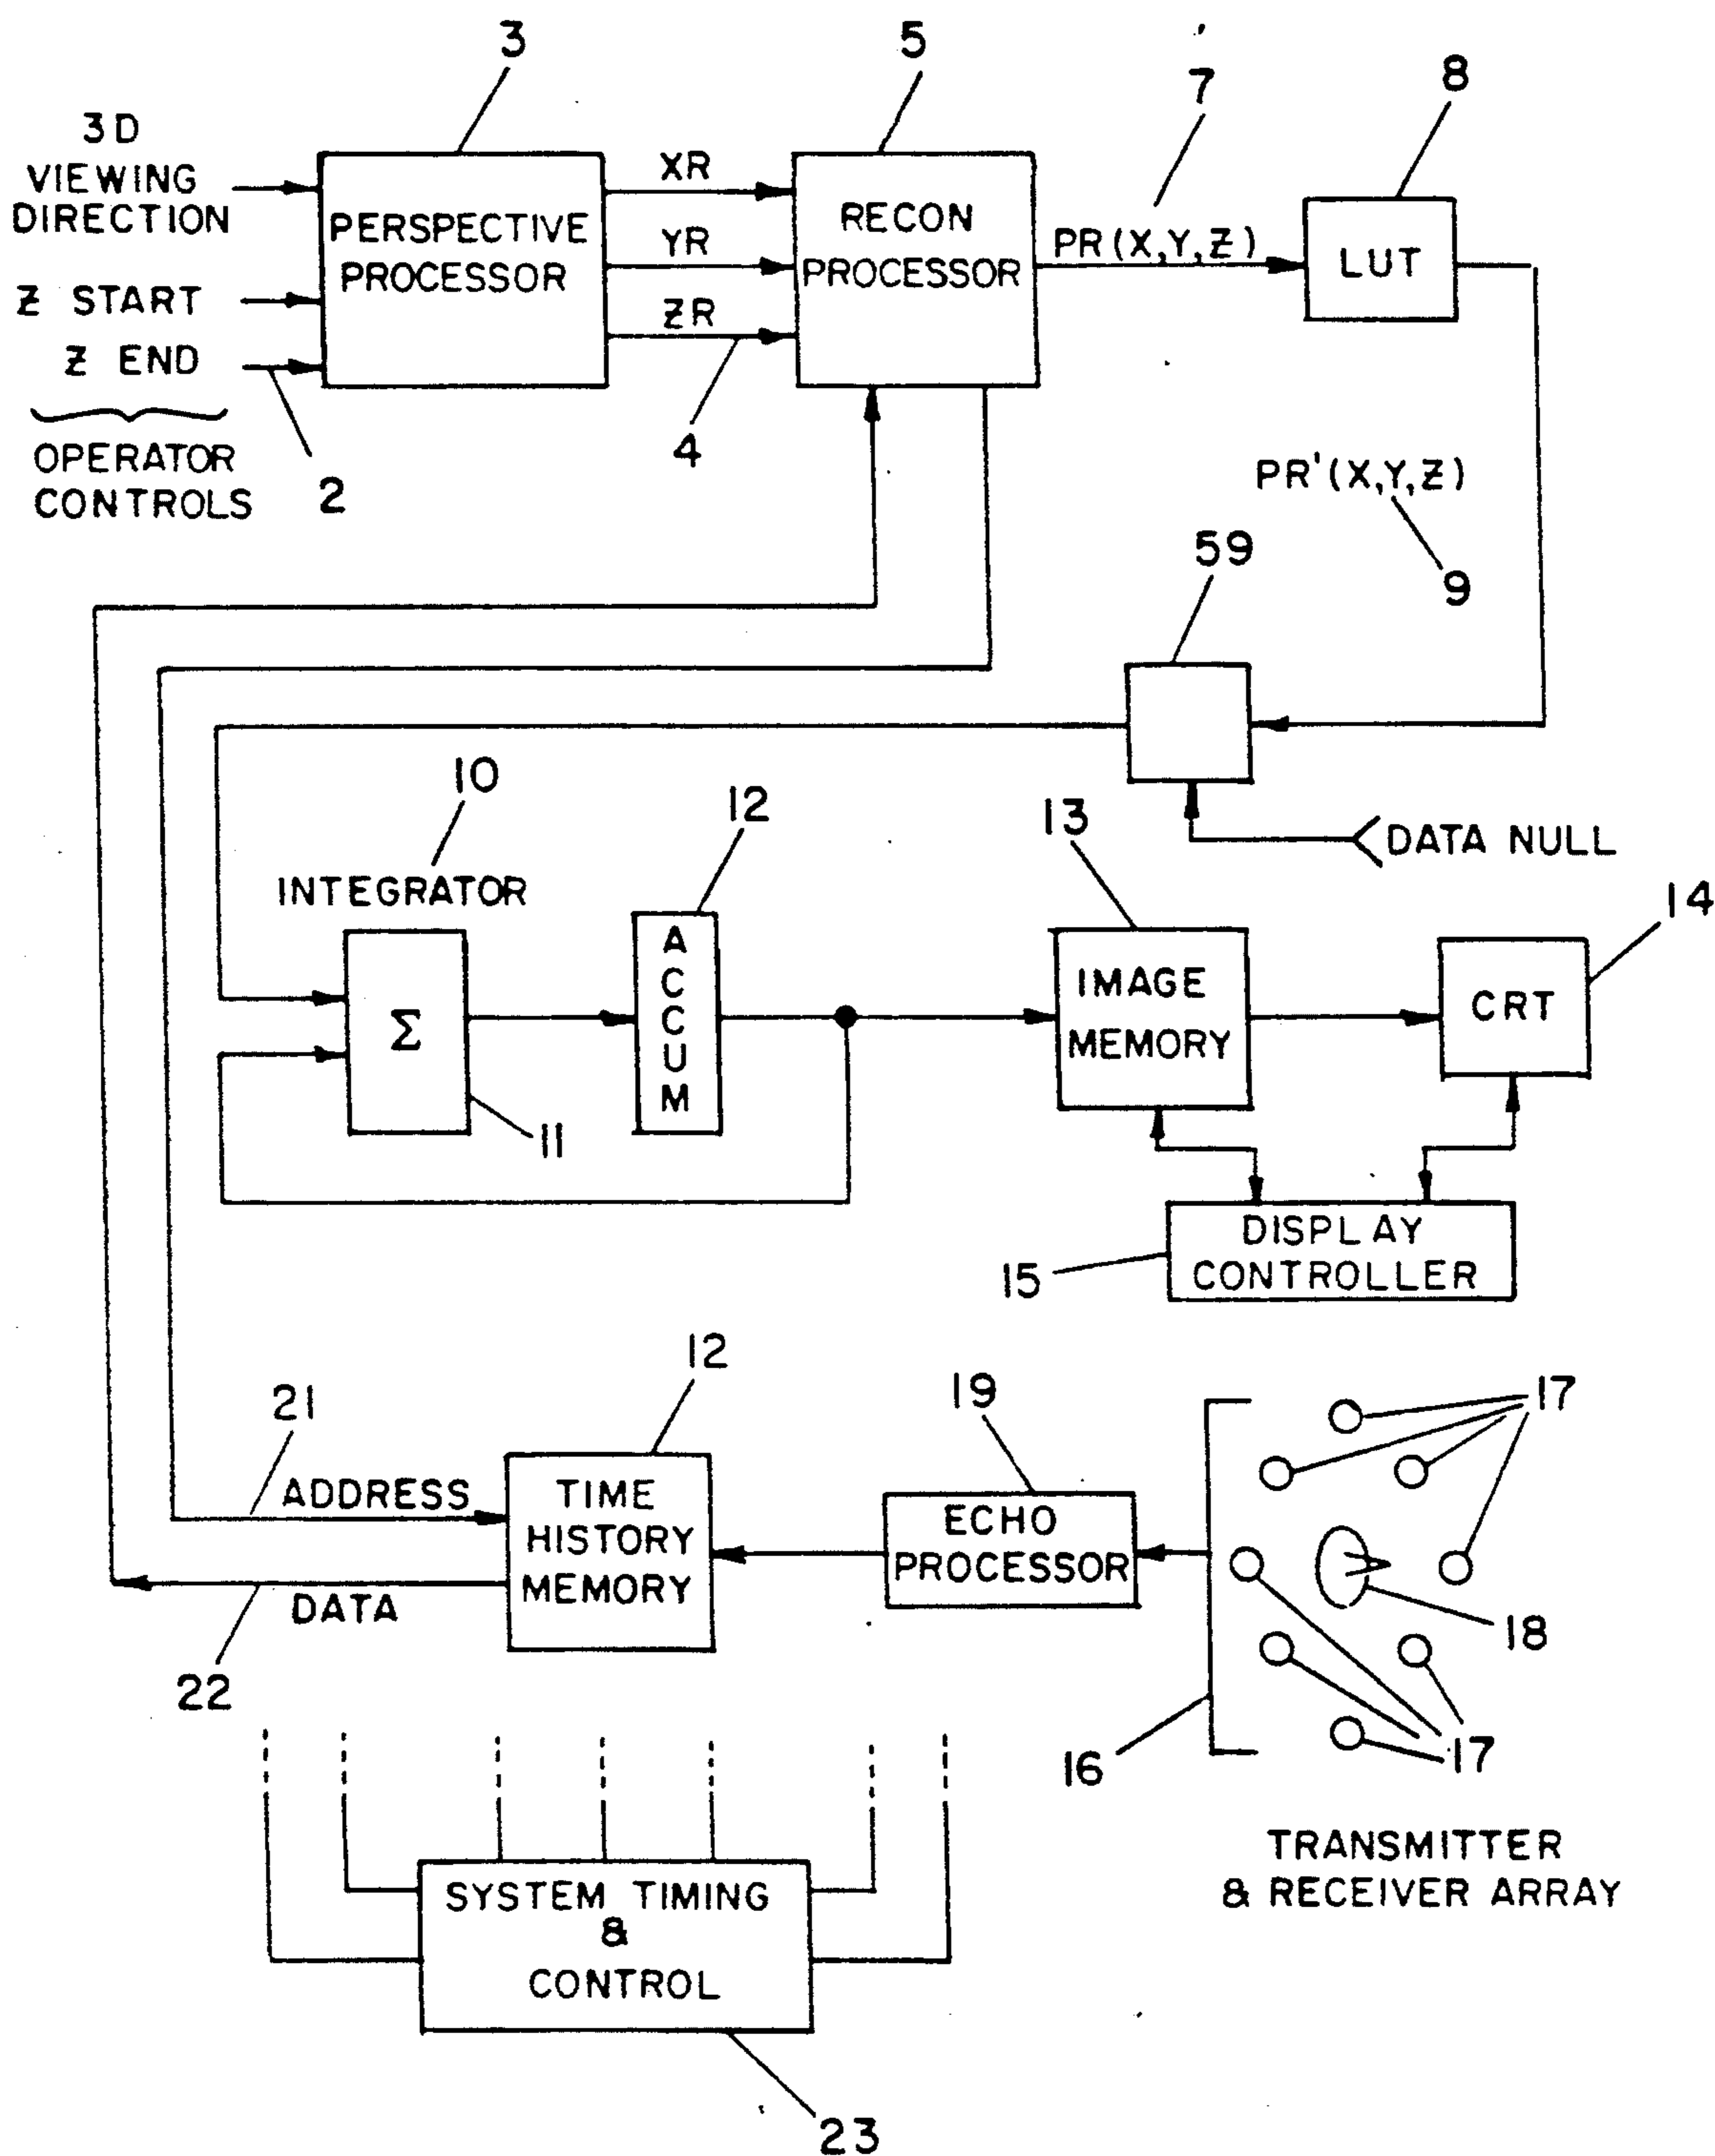 3
5
7
8
3D
VIEWING
DIRECTION
Z START
Z END
OPERATOR
CONTROLS
2
PERSPECTIVE
PROCESSOR
XR
YR
ZR
4
RECON
PROCESSOR
PR(X,Y,Z)
LUT
PR'(X,Y,Z)
9
59
DATA NULL
10
INTEGRATOR
Σ
11
12
ACCUM
13
IMAGE
MEMORY
14
CRT
15
DISPLAY
CONTROLLER
12
21
ADDRESS
TIME
HISTORY
MEMORY
DATA
22
19
ECHO
PROCESSOR
17
18
16
17
TRANSMITTER
& RECEIVER ARRAY
SYSTEM TIMING
&
CONTROL
23